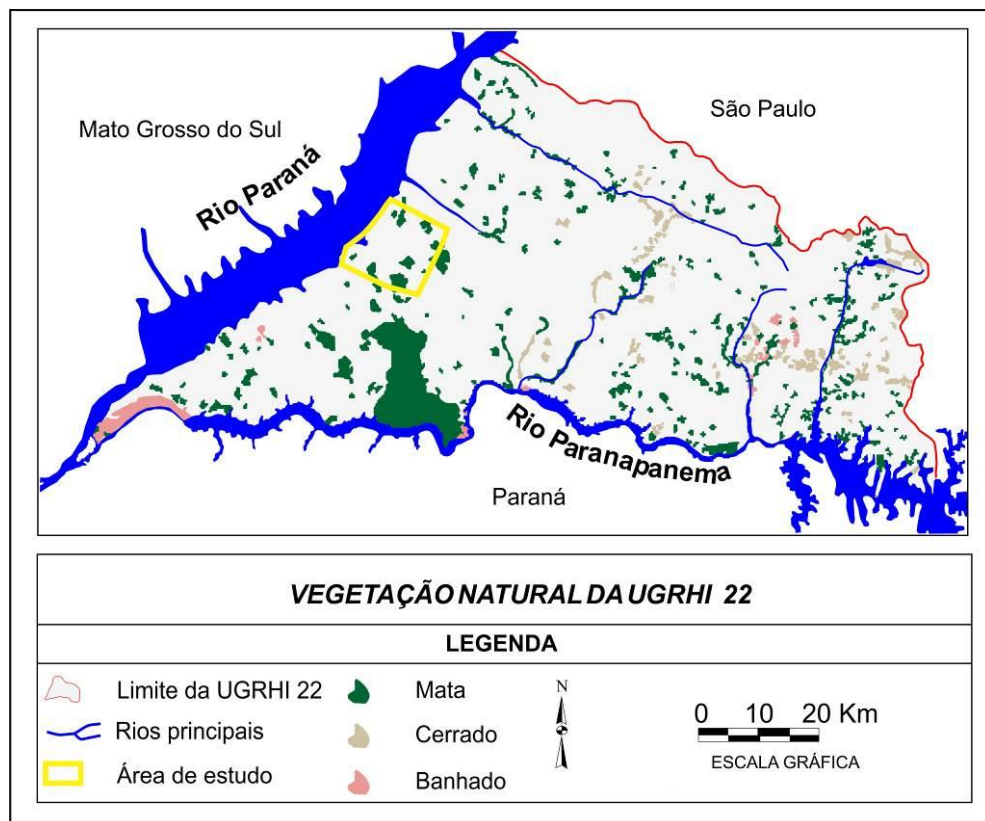 Mato Grosso do Sul
São Paulo
Rio Paraná
Rio Paranapanema
Paraná
VEGETAÇÃO NATURAL DA UGRHI 22
LEGENDA
Limite da UGRHI 22
Rios principais
Área de estudo
Mata
Cerrado
Banhado
N
0 10 20 Km
ESCALA GRÁFICA